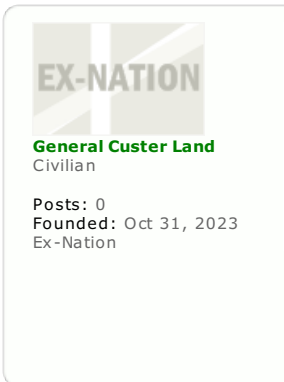 EX-NATION
General Custer Land
Civilian
Posts: 0
Founded: Oct 31, 2023
Ex-Nation